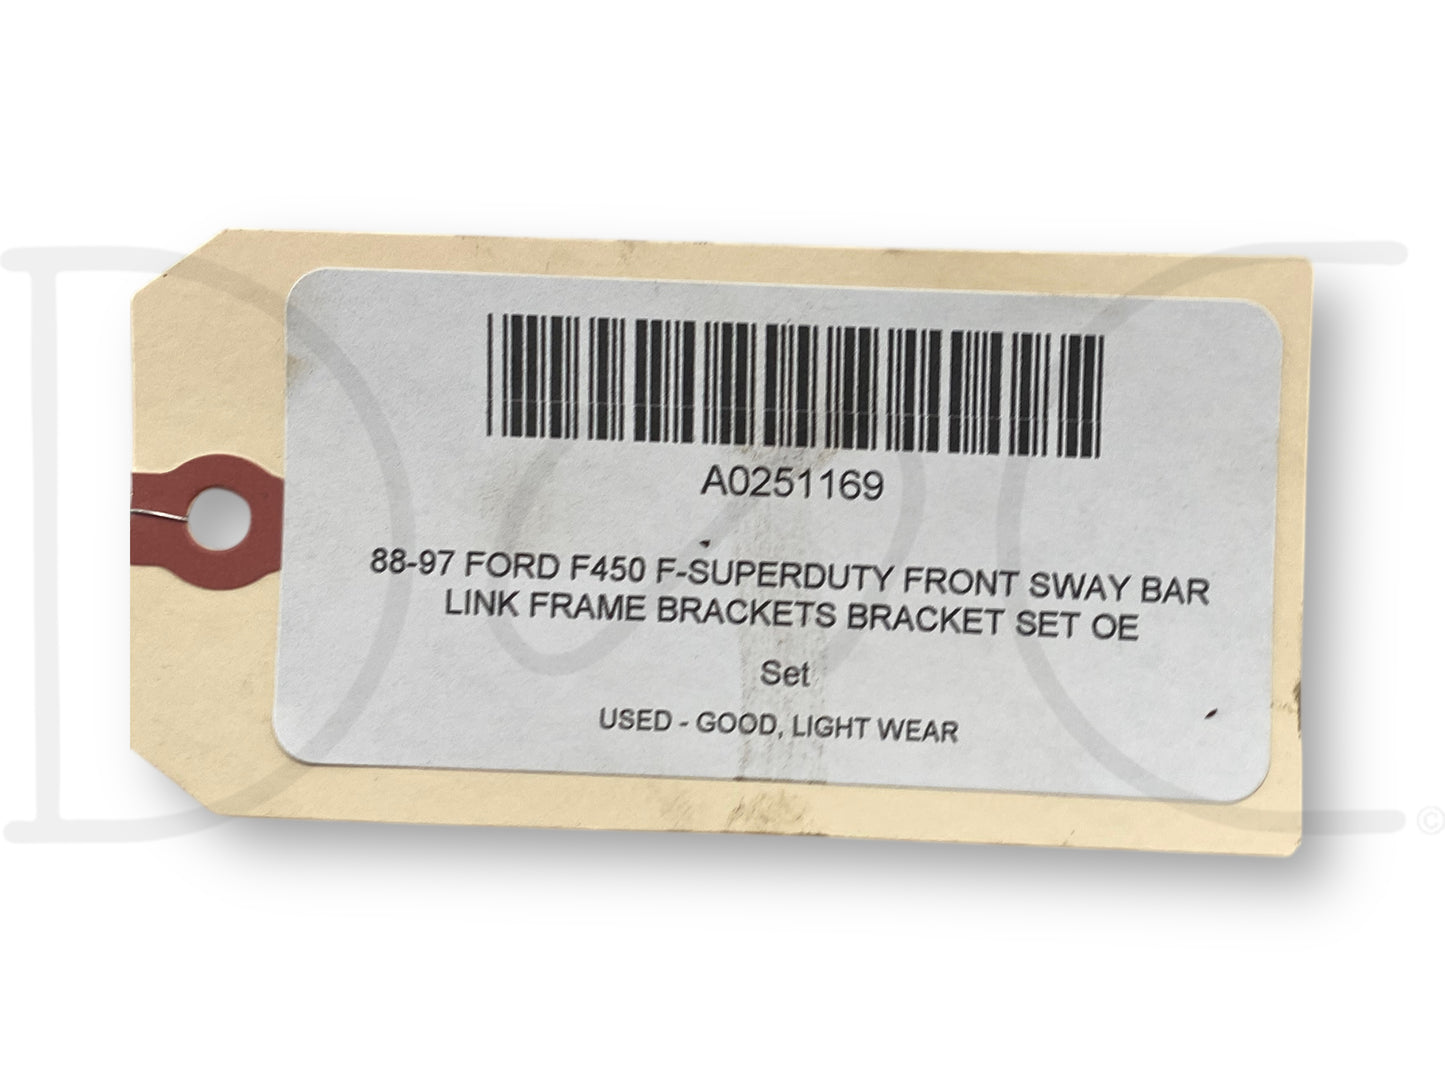 A0251169
88-97 FORD F450 F-SUPERDUTY FRONT SWAY BAR
LINK FRAME BRACKETS BRACKET SET OE
Set
USED - GOOD, LIGHT WEAR
D C ©